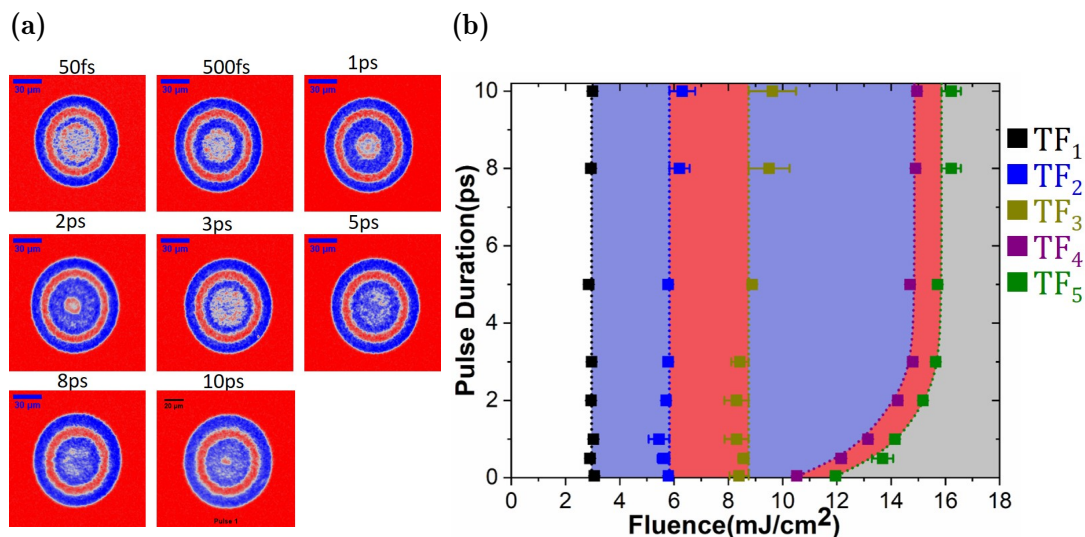 (a)
50fs
500fs
1ps
30 μm
30 μm
30 μm
2ps
3ps
5ps
30 μm
30 μm
30 μm
8ps
10ps
30 μm
20 μm
Pulse 1
(b)
Pulse Duration(ps)
10
8
6
4
2
0
0 2 4 6 8 10 12 14 16 18
Fluence(mJ/cm²)
TF₁
TF₂
TF₃
TF₄
TF₅